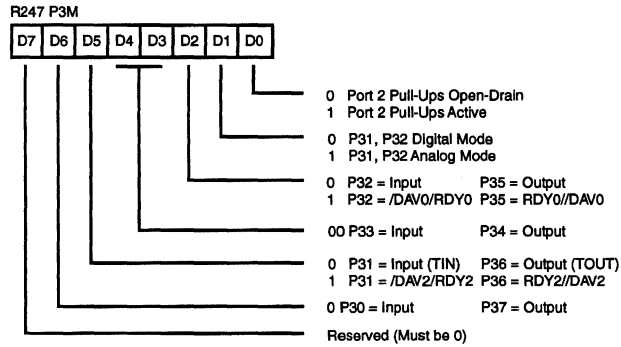 R247 P3M
D7 D6 D5 D4 D3 D2 D1 D0
0 Port 2 Pull-Ups Open-Drain
1 Port 2 Pull-Ups Active
0 P31, P32 Digital Mode
1 P31, P32 Analog Mode
0 P32 = Input P35 = Output
1 P32 = /DAV0/RDY0 P35 = RDY0//DAV0
00 P33 = Input P34 = Output
0 P31 = Input (TIN) P36 = Output (TOUT)
1 P31 = /DAV2/RDY2 P36 = RDY2//DAV2
0 P30 = Input P37 = Output
Reserved (Must be 0)